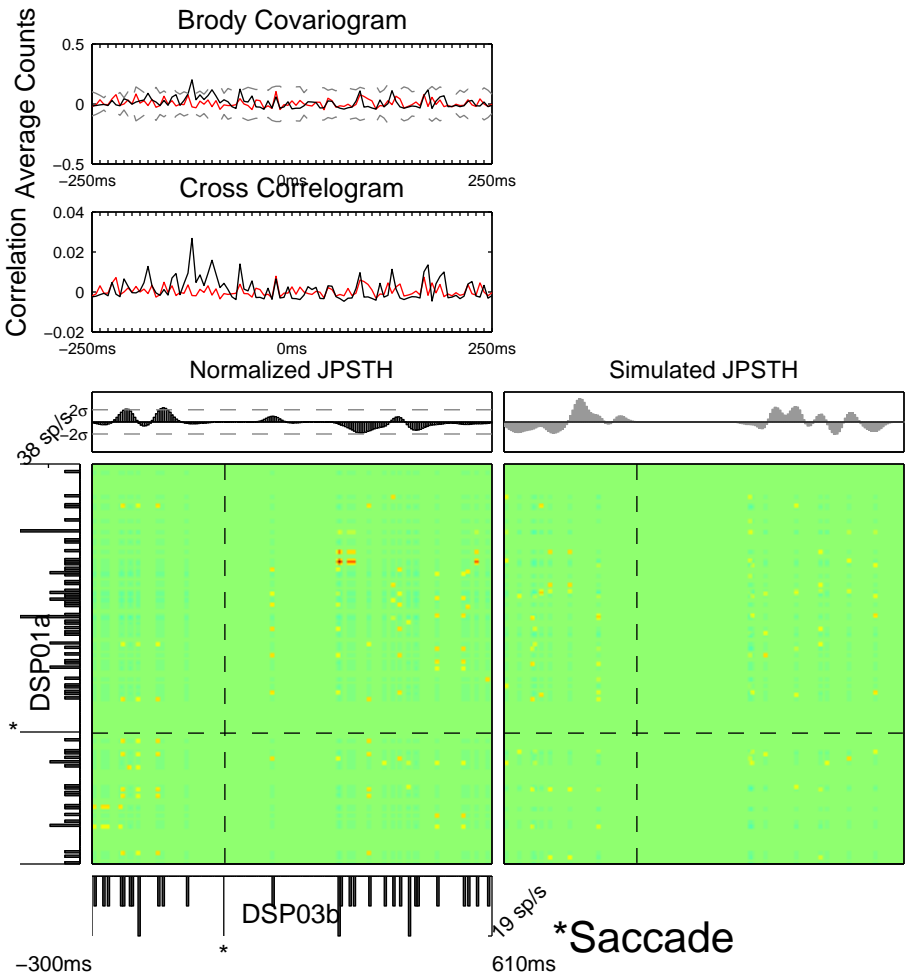 Brody Covariogram
Average Counts
0.5
0
−0.5
−250ms
0ms
250ms
Cross Correlogram
Correlation
0.04
0.02
0
−0.02
−250ms
0ms
250ms
Normalized JPSTH
Simulated JPSTH
38 sp/s
2σ
−2σ
DSP01a
*
DSP03b
*
19 sp/s
*Saccade
−300ms
610ms